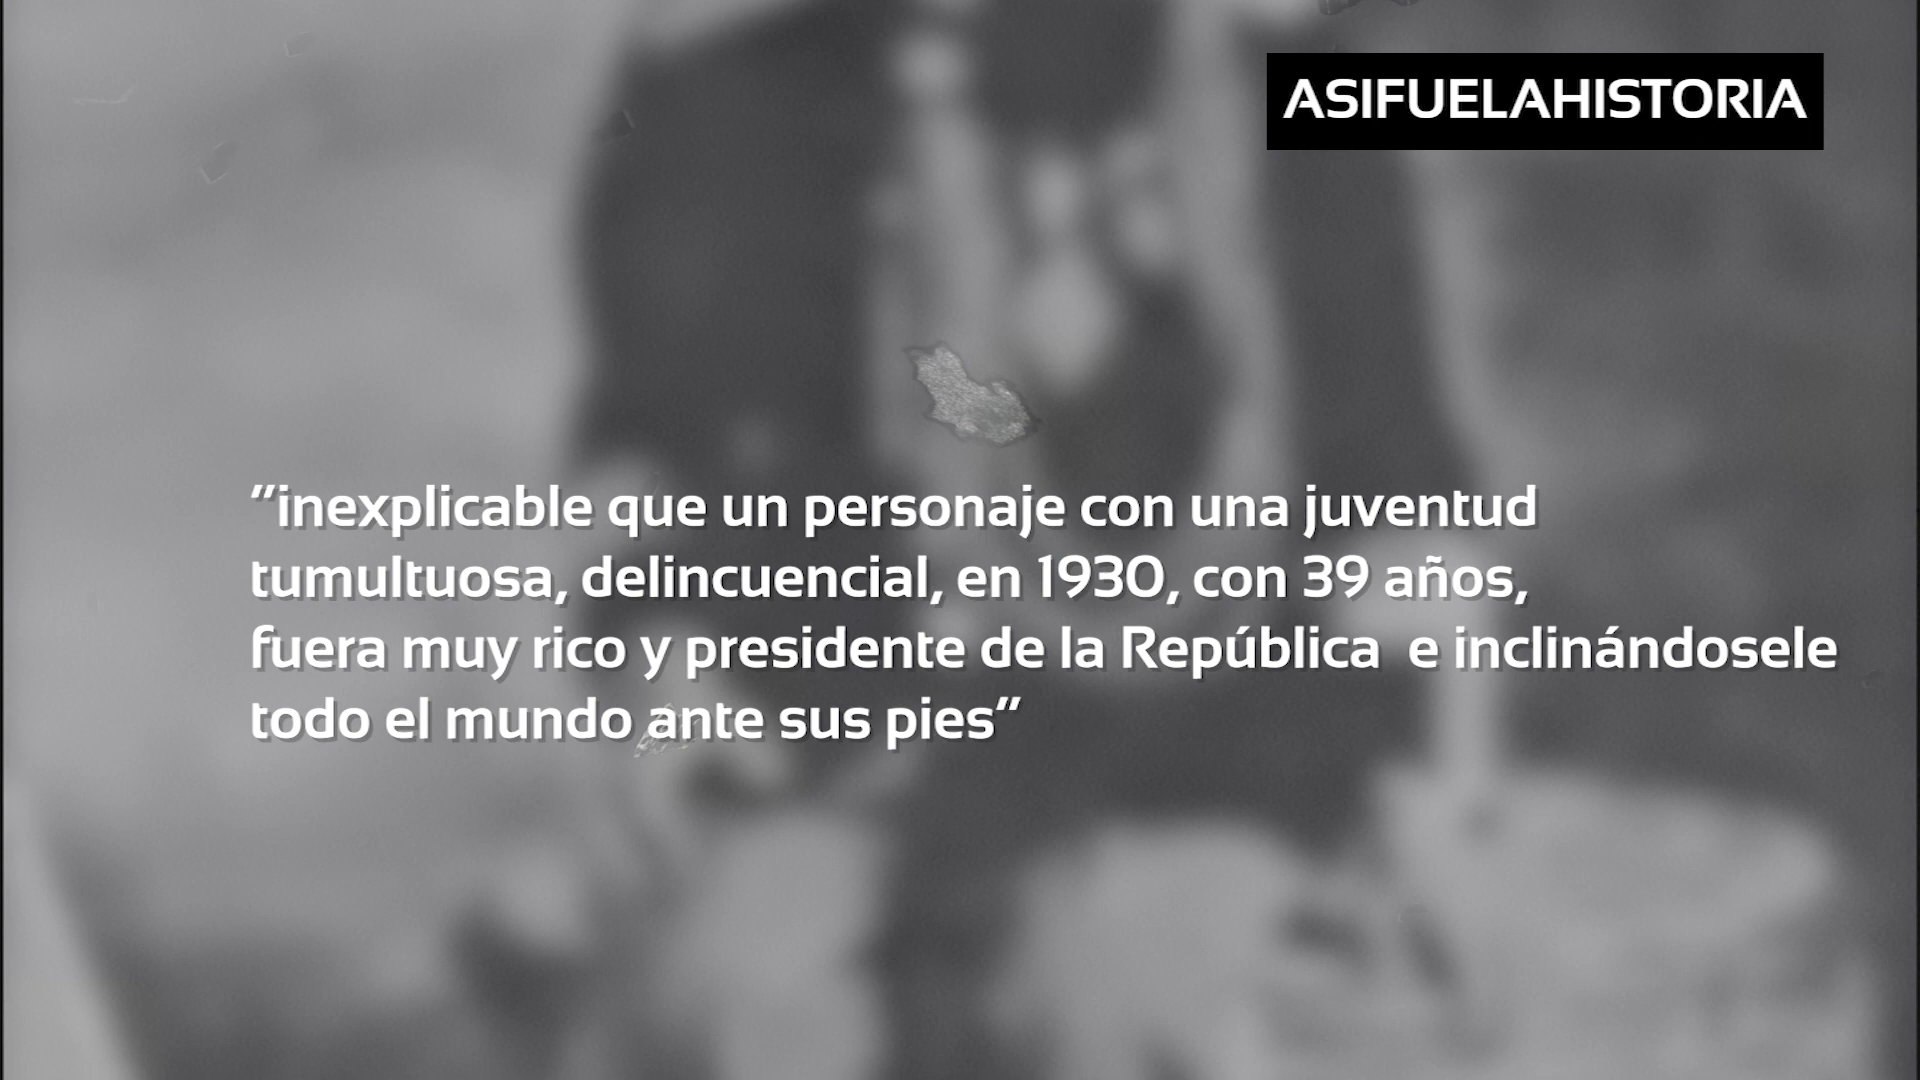 ASIFUELAHISTORIA
"inexplicable que un personaje con una juventud
tumultuosa, delincuencial, en 1930, con 39 años,
fuera muy rico y presidente de la República  e inclinándosele
todo el mundo ante sus pies"